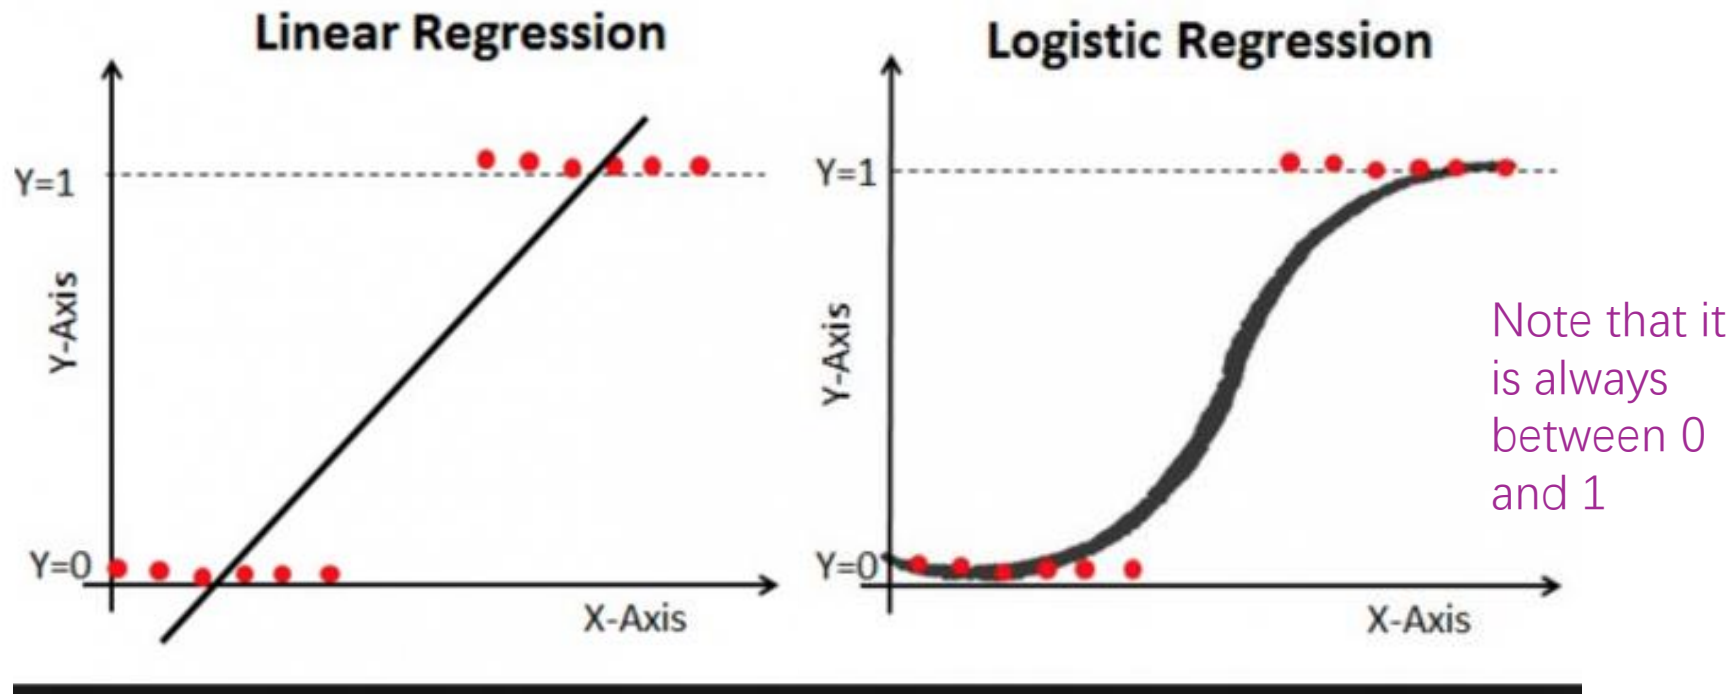 Linear Regression
Y=1
Y-Axis
Y=0
X-Axis
Logistic Regression
Y=1
Y-Axis
Y=0
X-Axis
Note that it
is always
between 0
and 1